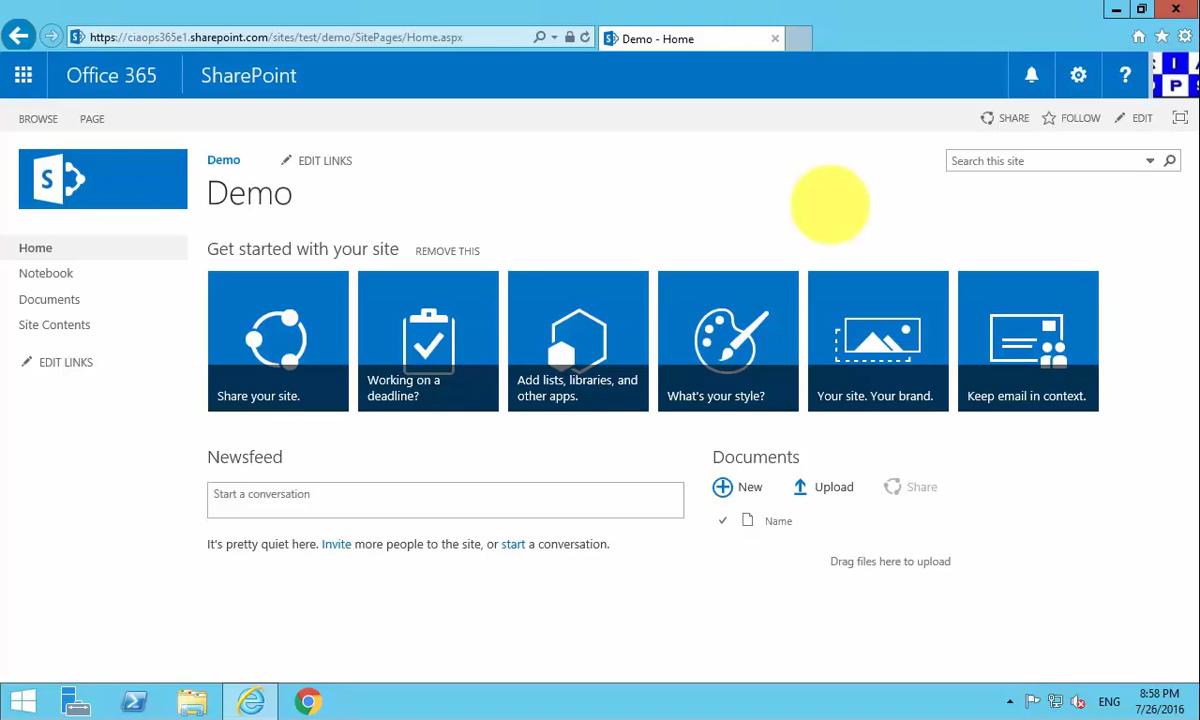 https://ciaops365e1.sharepoint.com/sites/test/demo/SitePages/Home.aspx
Demo - Home
Office 365
SharePoint
BROWSE
PAGE
SHARE
FOLLOW
EDIT
Demo
EDIT LINKS
Search this site
Demo
Home
Notebook
Documents
Site Contents
EDIT LINKS
Get started with your site
REMOVE THIS
Share your site.
Working on a
deadline?
Add lists, libraries, and
other apps.
What's your style?
Your site. Your brand.
Keep email in context.
Newsfeed
Start a conversation
It's pretty quiet here. Invite more people to the site, or start a conversation.
Documents
New
Upload
Share
Name
Drag files here to upload
ENG
8:58 PM
7/26/2016